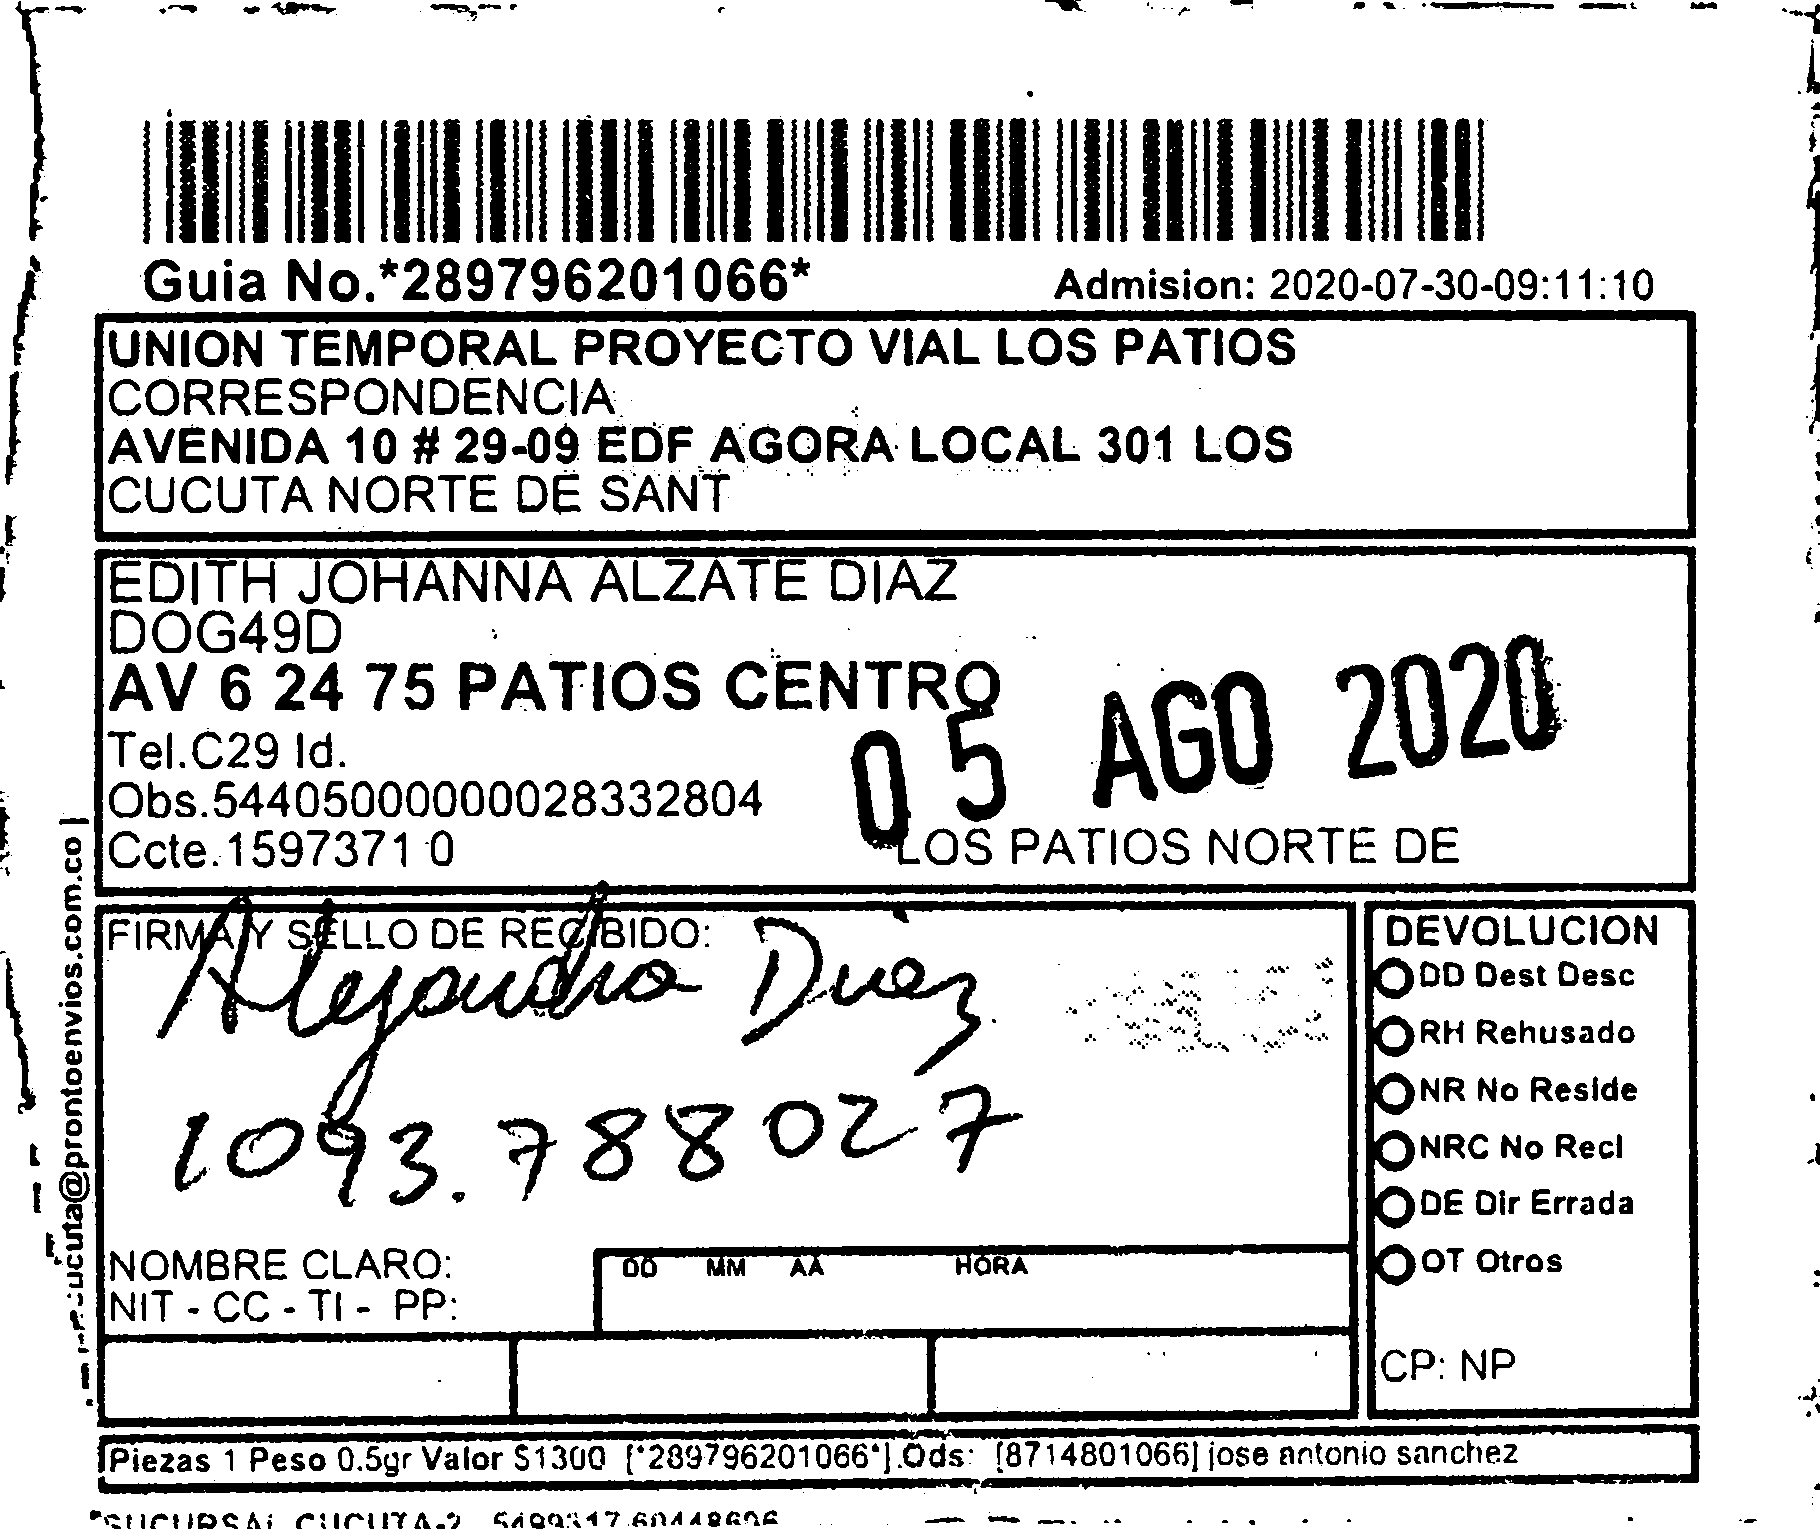 Guia No.*289796201066*
Admision: 2020-07-30-09:11:10
UNION TEMPORAL PROYECTO VIAL LOS PATIOS
CORRESPONDENCIA
AVENIDA 10 # 29-09 EDF AGORA LOCAL 301 LOS
CUCUTA NORTE DE SANT
EDITH JOHANNA ALZATE DIAZ
DOG49D
AV 6 24 75 PATIOS CENTRO
05 AGO 2020
Tel.C29 Id.
Obs.544050000000028332804
Ccte.1597371 0
LOS PATIOS NORTE DE
FIRMA Y SELLO DE RECIBIDO:
Alejandra Diaz
1093.788027
NOMBRE CLARO:
NIT - CC - TI - PP:
DD MM AA HORA
DEVOLUCION
DD Dest Desc
RH Rehusado
NR No Reside
NRC No Recl
DE Dir Errada
OT Otros
CP: NP
Piezas 1 Peso 0.5gr Valor $1300 [*289796201066*] Ods: [8714801066] jose antonio sanchez
cucuta@prontoenvios.com.co |
*SUCURSAL CUCUTA-2